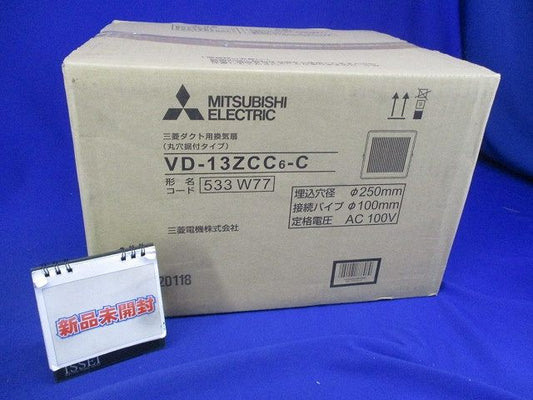 MITSUBISHI
ELECTRIC
三菱ダクト用換気扇
(丸穴据付タイプ)
VD-13ZCC6-C
形名
コード 533 W77
埋込穴径 φ250mm
接続パイプ φ100mm
定格電圧 AC 100V
三菱電機株式会社
20118
新品未開封
ISSEI